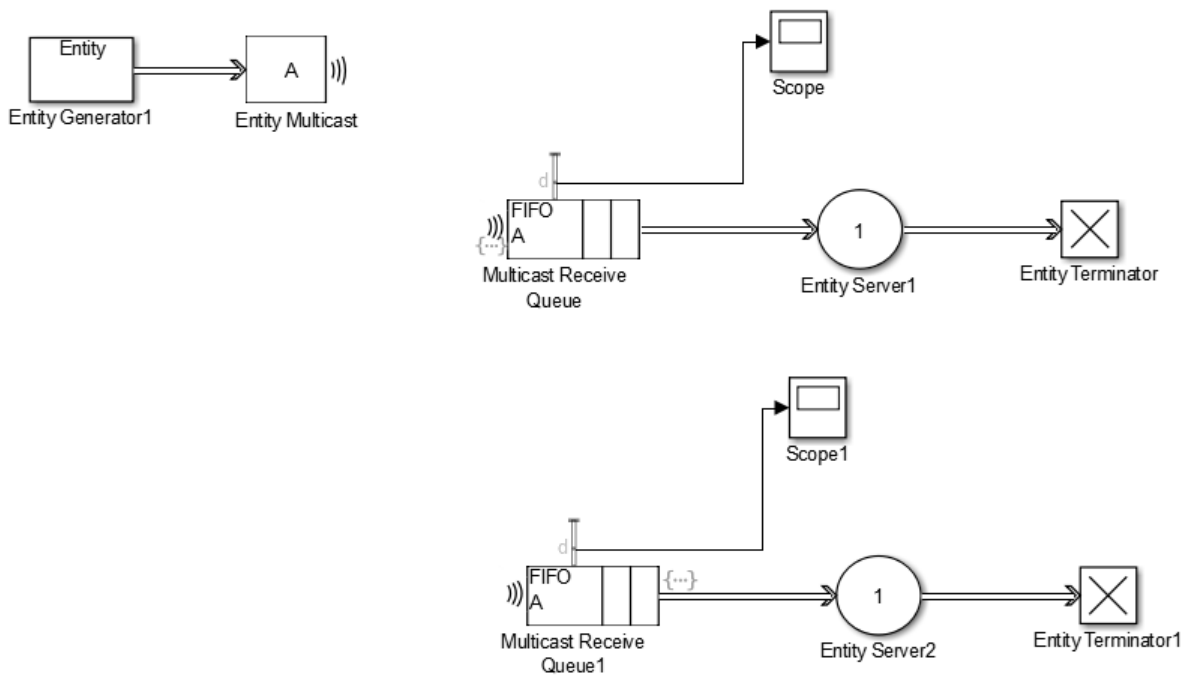 Entity
A
Entity Generator1
Entity Multicast
Scope
d
FIFO
A
{...}
1
Multicast Receive
Queue
Entity Server1
Entity Terminator
Scope1
d
FIFO
A
{...}
1
Multicast Receive
Queue1
Entity Server2
Entity Terminator1